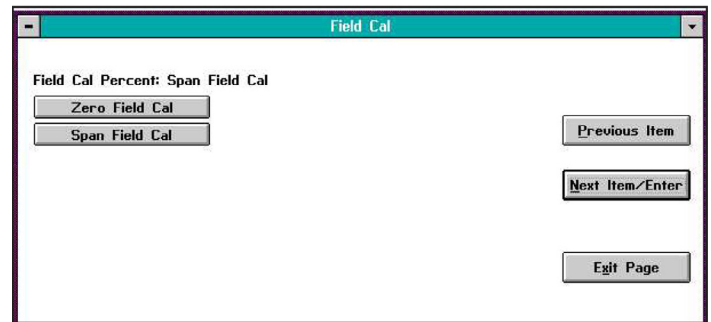 Field Cal
Field Cal Percent: Span Field Cal
Zero Field Cal
Span Field Cal
Previous Item
Next Item/Enter
Exit Page